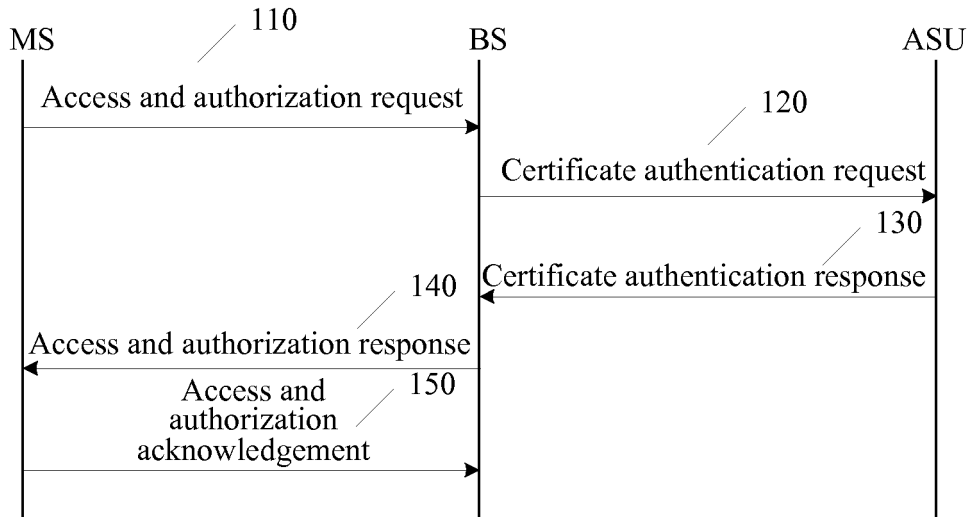 110
MS
BS
ASU
Access and authorization request
120
Certificate authentication request
130
Certificate authentication response
140
Access and authorization response
150
Access and
authorization
acknowledgement